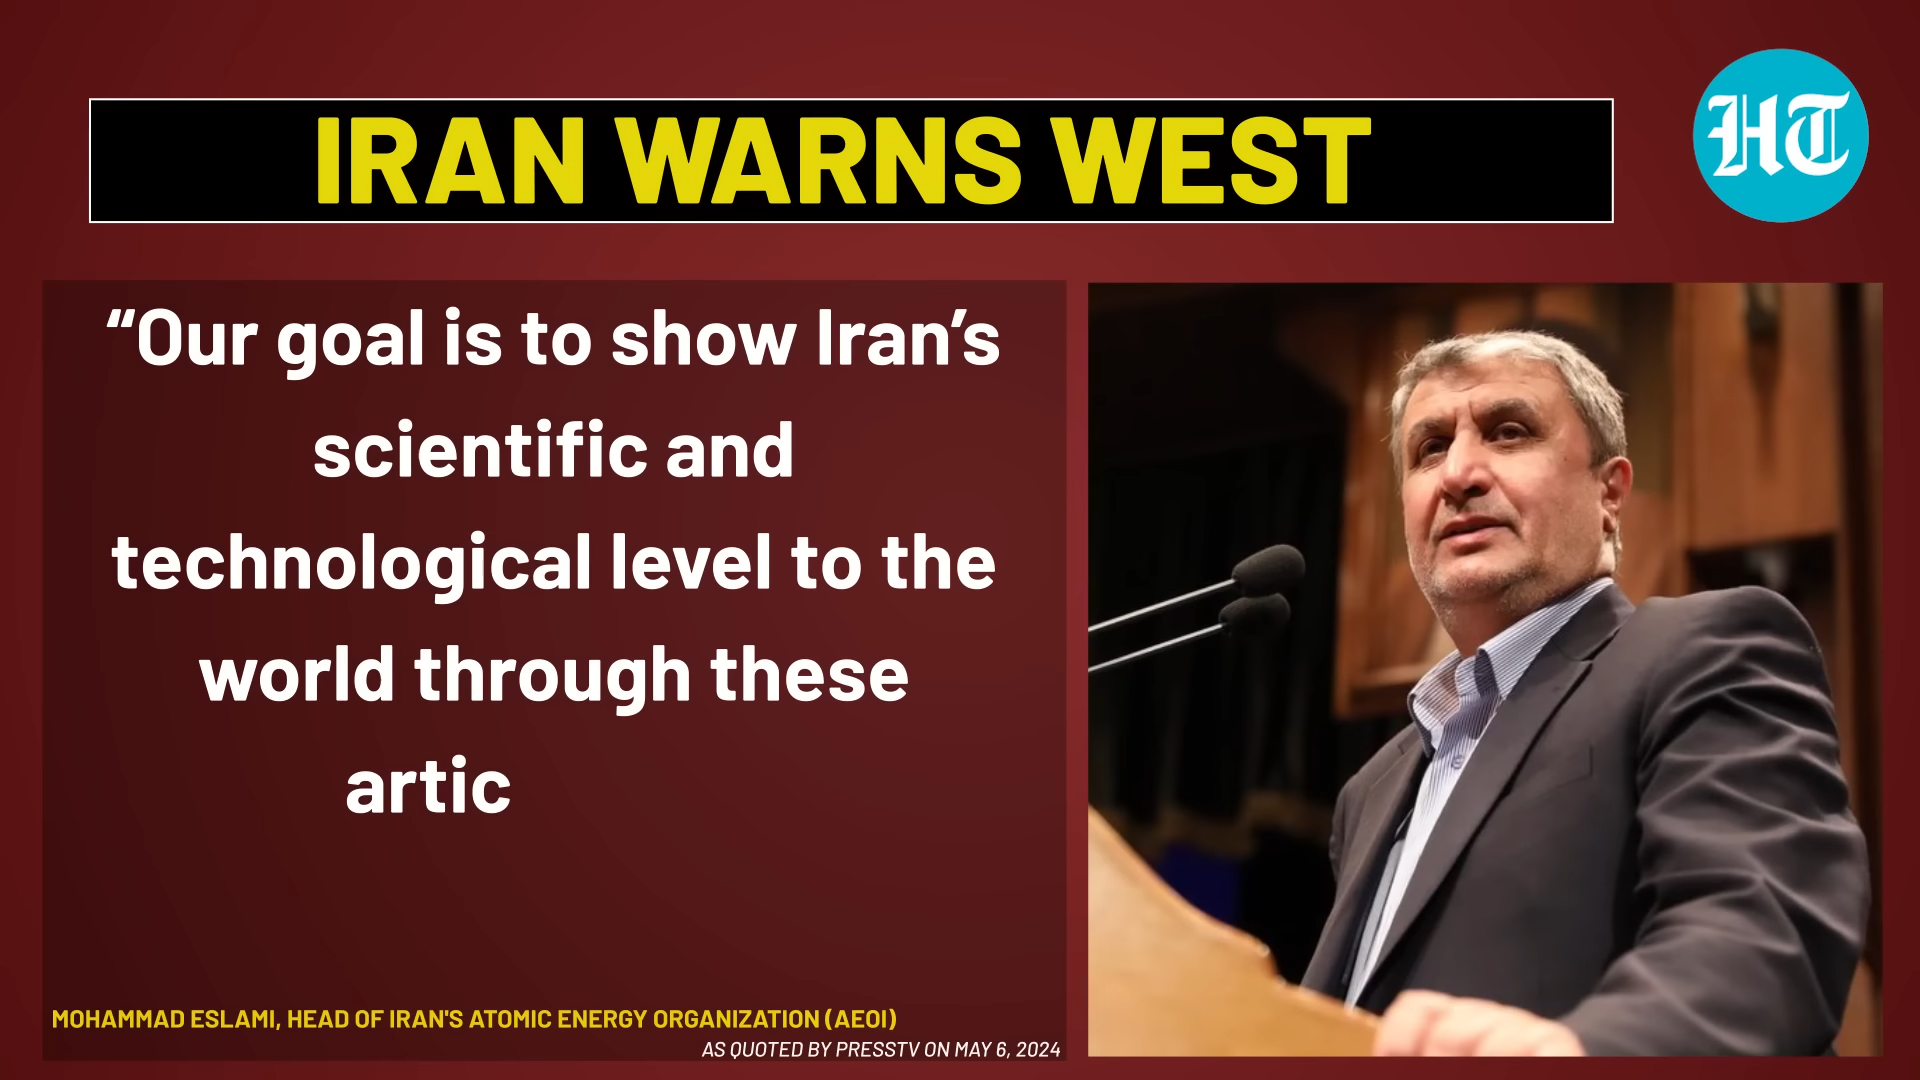 IRAN WARNS WEST
HT
“Our goal is to show Iran’s
scientific and
technological level to the
world through these
artic
MOHAMMAD ESLAMI, HEAD OF IRAN'S ATOMIC ENERGY ORGANIZATION (AEOI)
AS QUOTED BY PRESSTV ON MAY 6, 2024